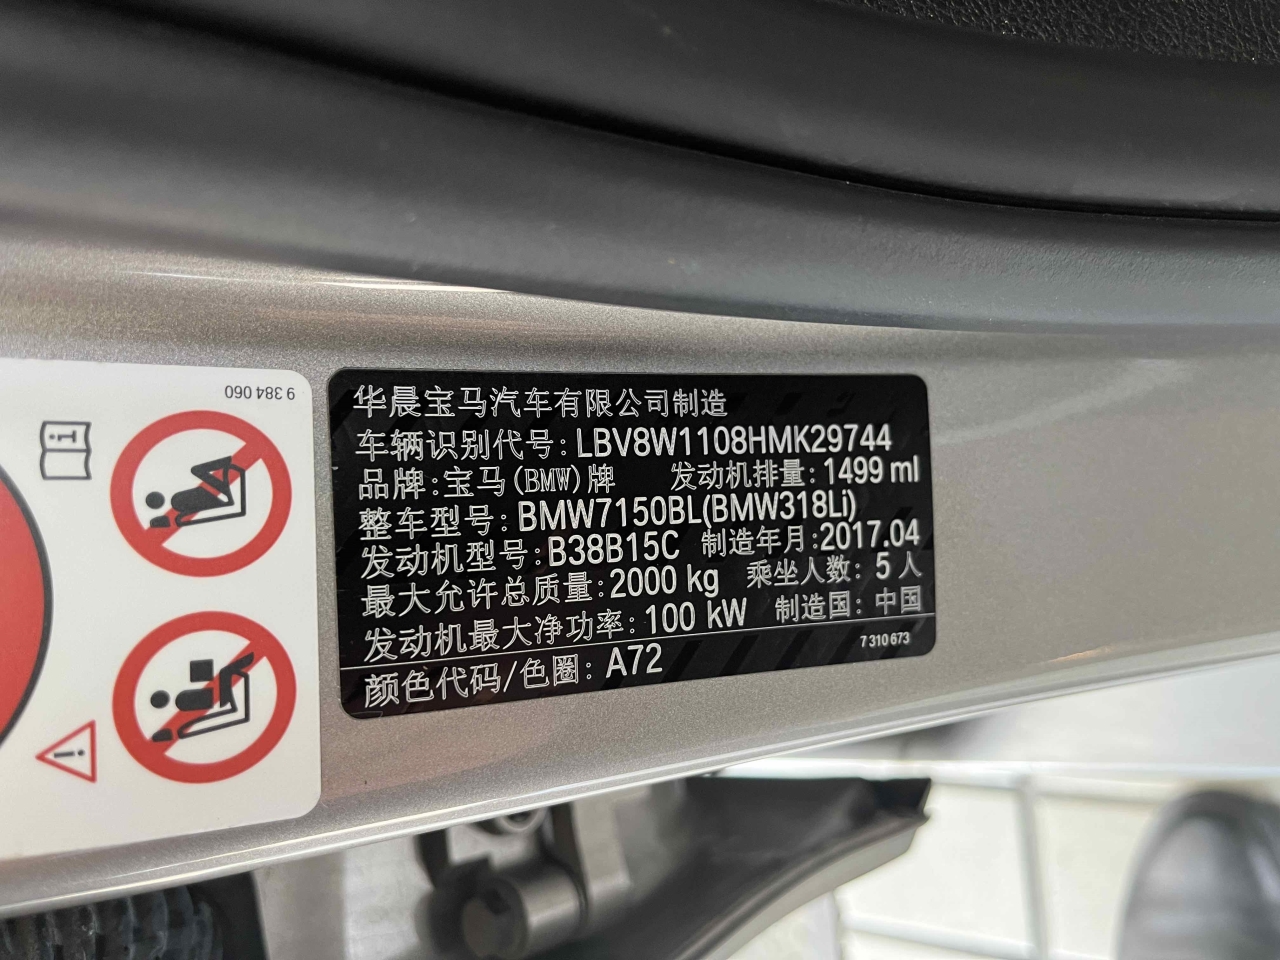 9 384 060
华晨宝马汽车有限公司制造
车辆识别代号: LBV8W1108HMK29744
品牌: 宝马(BMW)牌 发动机排量: 1499 ml
整车型号: BMW7150BL(BMW318Li)
发动机型号: B38B15C 制造年月: 2017.04
最大允许总质量: 2000 kg 乘坐人数: 5 人
发动机最大净功率: 100 kW 制造国: 中国
7 310 673
颜色代码/色圈: A72